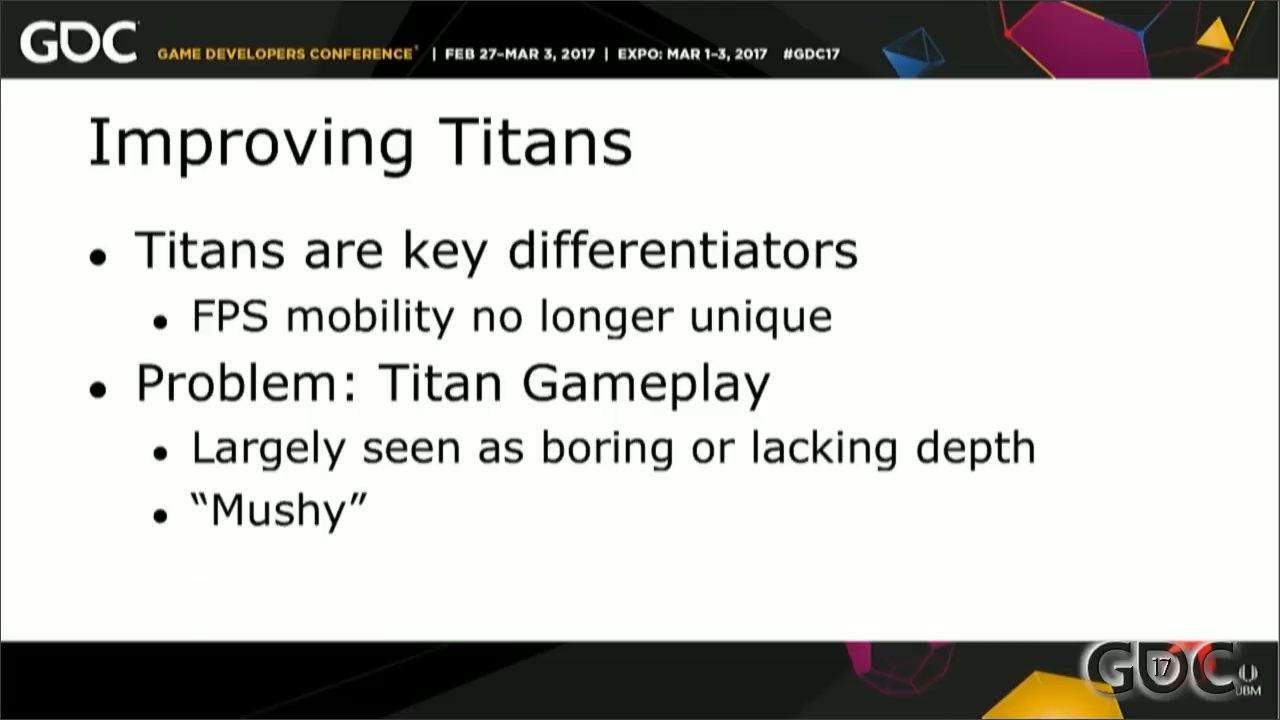 GDC GAME DEVELOPERS CONFERENCE® | FEB 27–MAR 3, 2017 | EXPO: MAR 1–3, 2017 #GDC17
Improving Titans
• Titans are key differentiators
• FPS mobility no longer unique
• Problem: Titan Gameplay
• Largely seen as boring or lacking depth
• “Mushy”
GDC 17
UBM